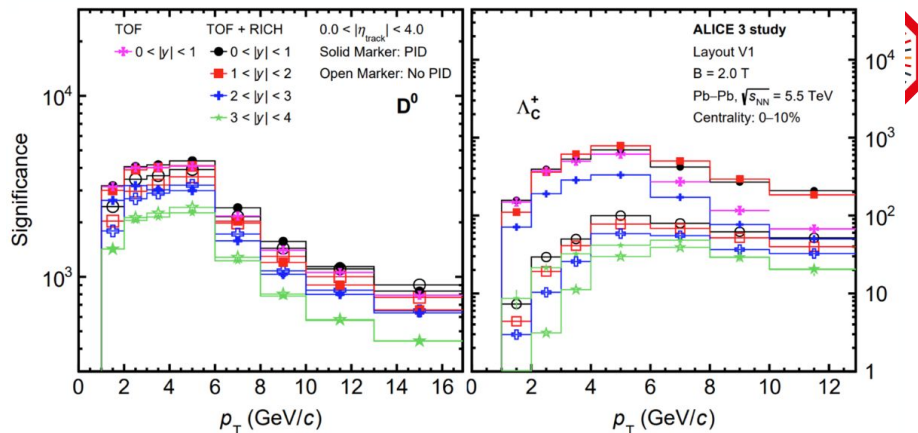 TOF
TOF + RICH
0.0 < |η_track| < 4.0
0 < |y| < 1
0 < |y| < 1
Solid Marker: PID
1 < |y| < 2
Open Marker: No PID
2 < |y| < 3
3 < |y| < 4
D⁰
10⁴
10³
Significance
0 2 4 6 8 10 12 14 16
p_T (GeV/c)
ALICE 3 study
Layout V1
B = 2.0 T
Pb–Pb, √s_NN = 5.5 TeV
Centrality: 0–10%
Λ_c⁺
10⁴
10³
10²
10
1
2 4 6 8 10 12
p_T (GeV/c)